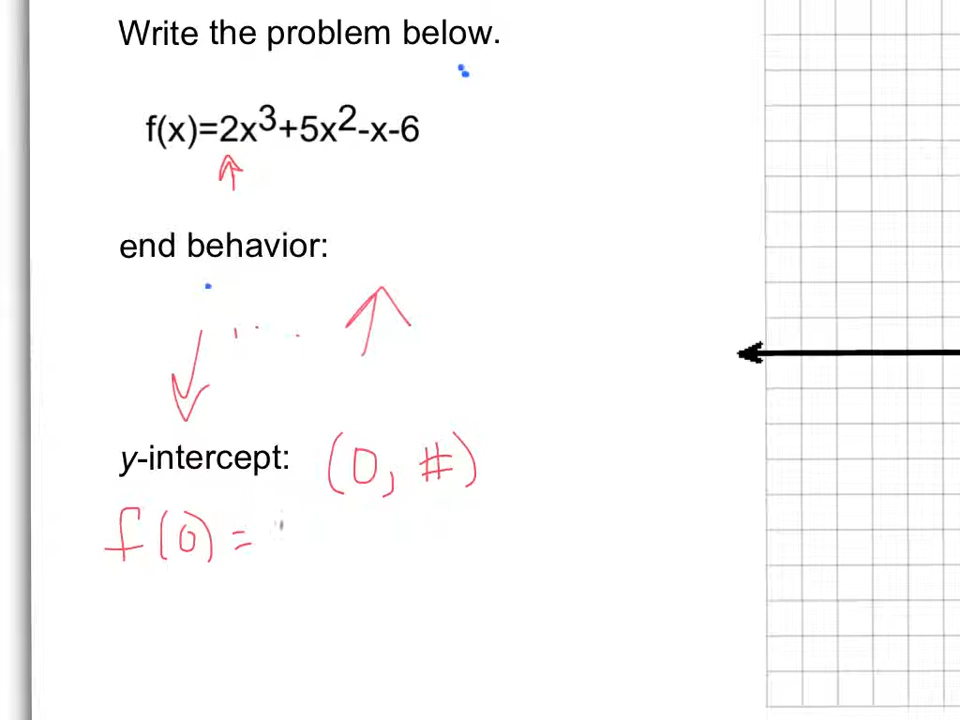 Write the problem below.
f(x)=2x³+5x²-x-6
end behavior:
y-intercept: (0, #)
f(0) =